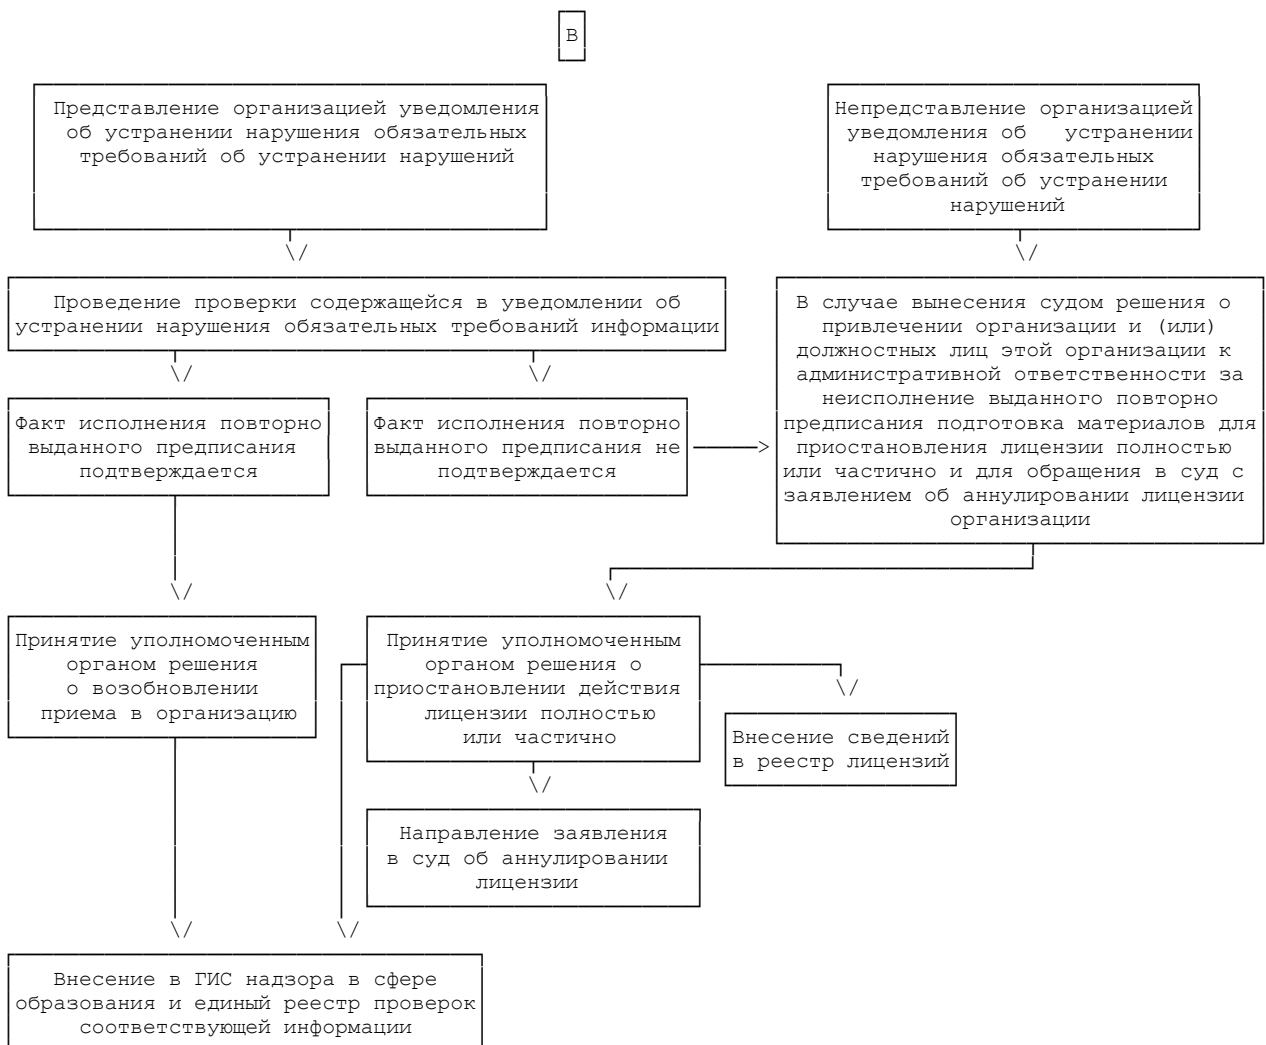 В
Представление организацией уведомления
об устранении нарушения обязательных
требований об устранении нарушений
Непредставление организацией
уведомления об устранении
нарушения обязательных
требований об устранении
нарушений
\/
\/
Проведение проверки содержащейся в уведомлении об
устранении нарушения обязательных требований информации
В случае вынесения судом решения о
привлечении организации и (или)
должностных лиц этой организации к
административной ответственности за
неисполнение выданного повторно
предписания подготовка материалов для
приостановления лицензии полностью
или частично и для обращения в суд с
заявлением об аннулировании лицензии
организации
\/
\/
Факт исполнения повторно
выданного предписания
подтверждается
Факт исполнения повторно
выданного предписания не
подтверждается
>
\/
\/
Принятие уполномоченным
органом решения
о возобновлении
приема в организацию
Принятие уполномоченным
органом решения о
приостановлении действия
лицензии полностью
или частично
\/
Внесение сведений
в реестр лицензий
\/
Направление заявления
в суд об аннулировании
лицензии
\/
\/
Внесение в ГИС надзора в сфере
образования и единый реестр проверок
соответствующей информации